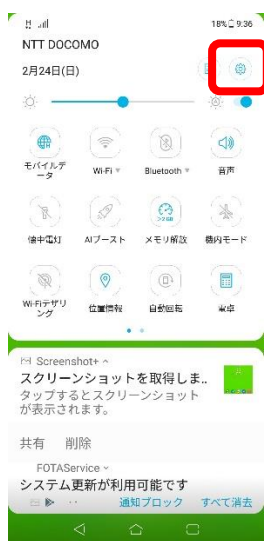 18% 9:36
NTT DOCOMO
2月24日(日)
モバイルデ
ータ
Wi-Fi
Bluetooth
音声
懐中電灯
AIブースト
メモリ解放
機内モード
Wi-Fiテザリ
ング
位置情報
自動回転
電卓
Screenshot+
スクリーンショットを取得しま..
タップするとスクリーンショット
が表示されます。
共有 削除
FOTAService
システム更新が利用可能です
通知ブロック すべて消去